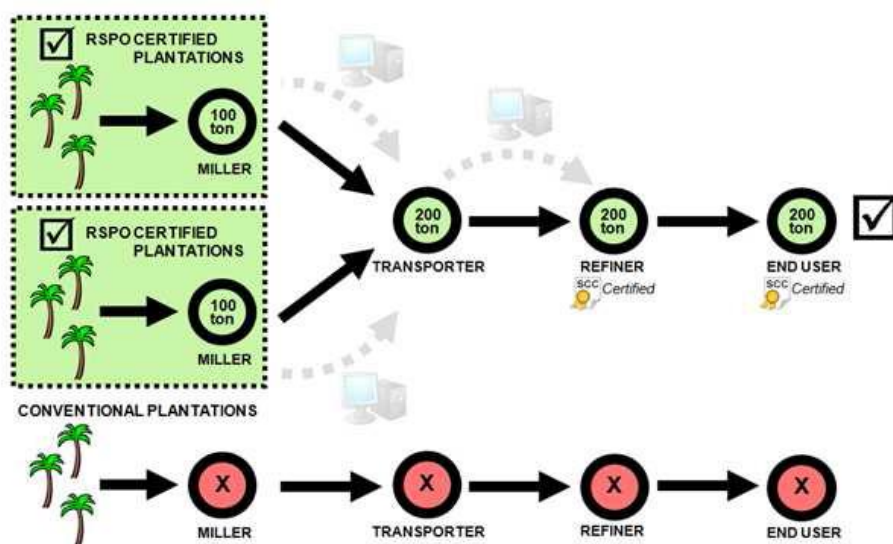 RSPO CERTIFIED
PLANTATIONS
100
ton
MILLER
RSPO CERTIFIED
PLANTATIONS
100
ton
MILLER
200
ton
TRANSPORTER
200
ton
REFINER
SCC Certified
200
ton
END USER
SCC Certified
CONVENTIONAL PLANTATIONS
X
MILLER
X
TRANSPORTER
X
REFINER
X
END USER